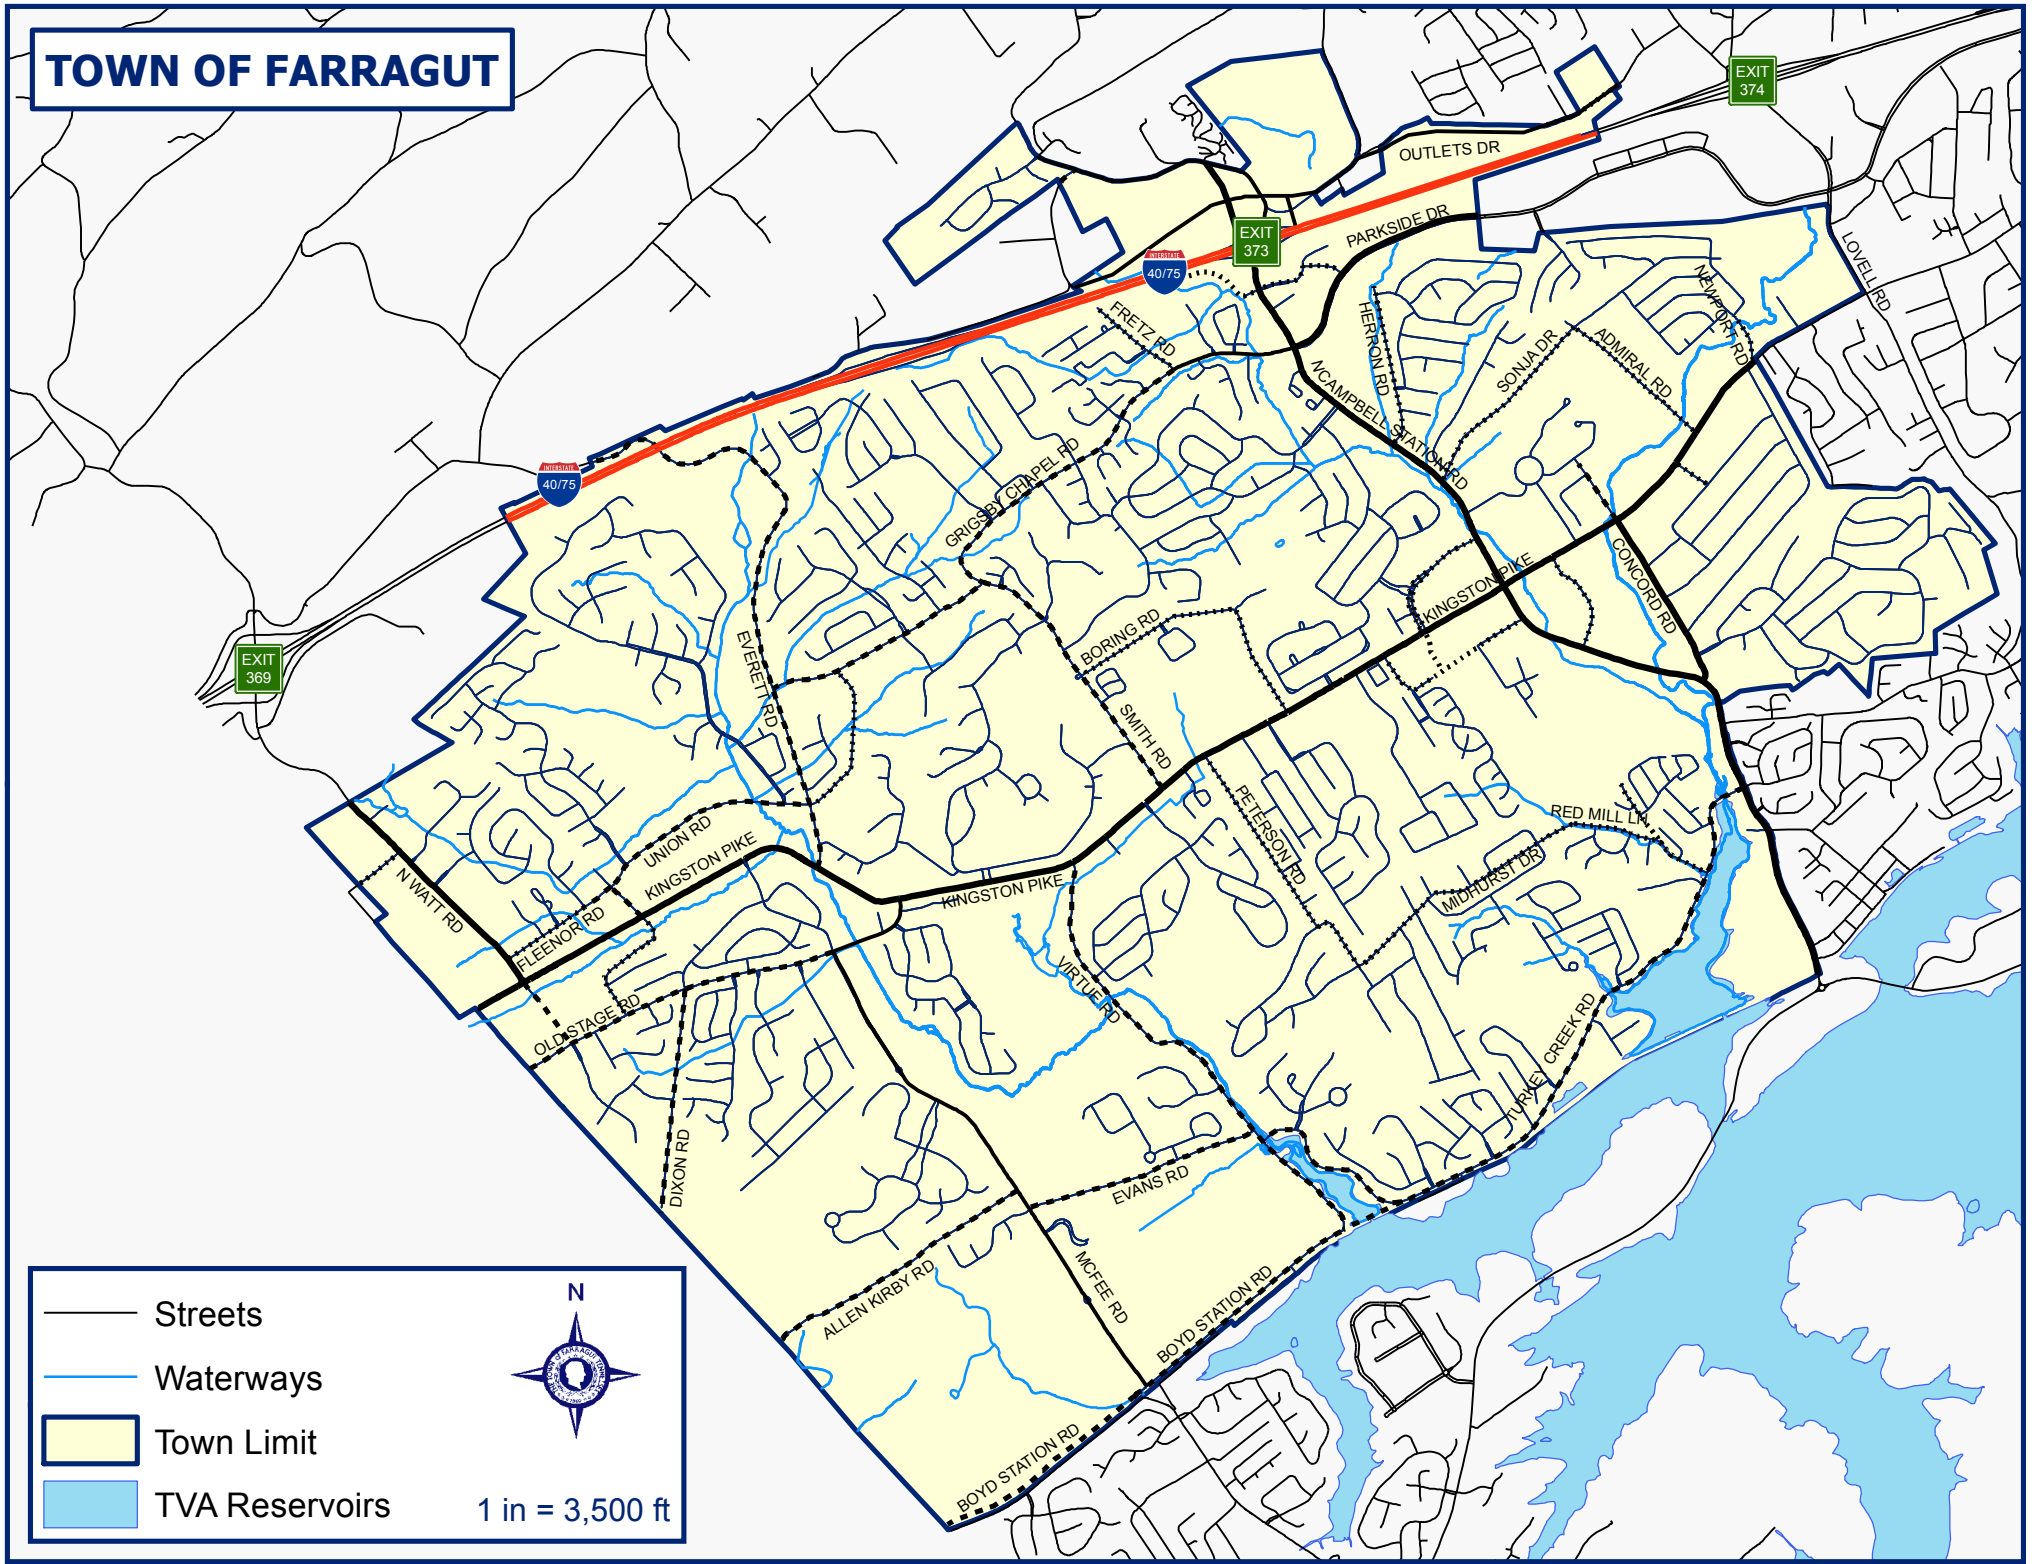 TOWN OF FARRAGUT
EXIT
374
OUTLETS DR
PARKSIDE DR
EXIT
373
INTERSTATE
40/75
LOVELL RD
NEWPORT RD
FRETZ RD
HERRON RD
SONJA DR
ADMIRAL RD
N CAMPBELL STATION RD
INTERSTATE
40/75
GRIGSBY CHAPEL RD
KINGSTON PIKE
CONCORD RD
BORING RD
EXIT
369
EVERETT RD
SMITH RD
PETERSON RD
RED MILL LN
UNION RD
KINGSTON PIKE
MIDHURST DR
N WATT RD
KINGSTON PIKE
FLEENOR RD
VIRTUE RD
OLD STAGE RD
TURKEY CREEK RD
DIXON RD
EVANS RD
MCFEE RD
ALLEN KIRBY RD
BOYD STATION RD
BOYD STATION RD
N
Streets
Waterways
Town Limit
TVA Reservoirs
1 in = 3,500 ft